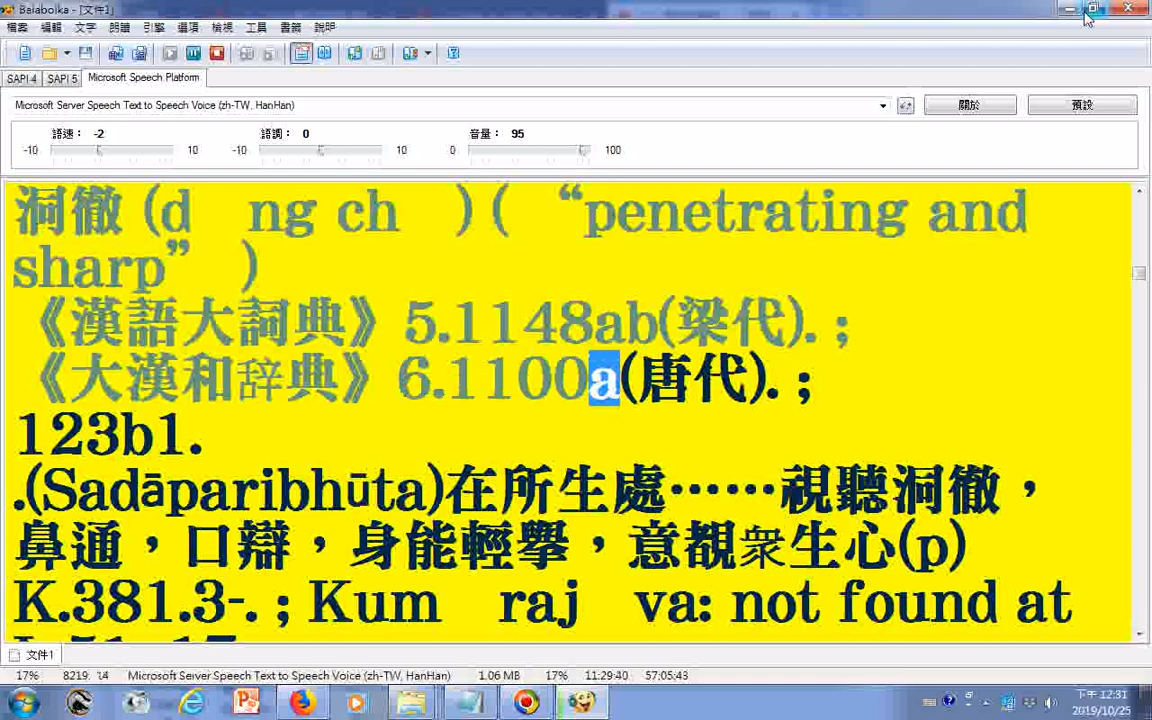 Balabolka - [文件1]
檔案 編輯 文字 朗讀 引擎 選項 檢視 工具 書籤 說明
SAPI 4 SAPI 5 Microsoft Speech Platform
Microsoft Server Speech Text to Speech Voice (zh-TW, HanHan) 關於 預設
語速： -2 語調： 0 音量： 95
-10 10 -10 10 0 100
洞徹 (d ng ch ) ( “penetrating and
sharp” )
《漢語大詞典》 5.1148ab(梁代). ;
《大漢和辞典》 6.1100a(唐代). ;
123b1.
.(Sadāparibhūta)在所生處⋯⋯視聽洞徹，
鼻通，口辯，身能輕擧，意覩衆生心(p)
K.381.3-. ; Kum raj va: not found at
文件1
17% 8219: 14 Microsoft Server Speech Text to Speech Voice (zh-TW, HanHan) 1.06 MB 17% 11:29:40 57:05:43
下午 12:31
2019/10/25